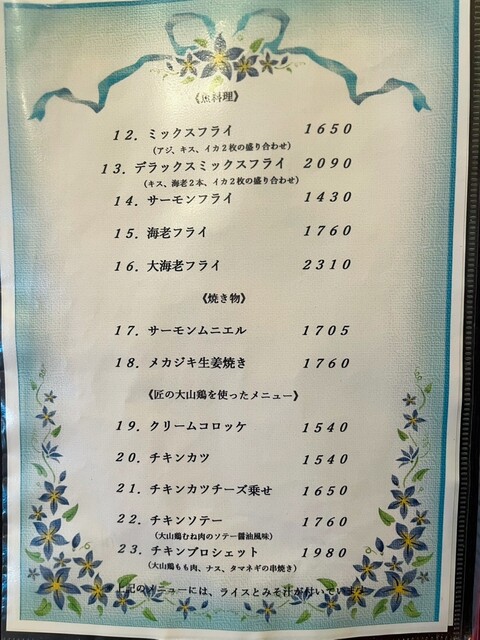 《魚料理》
12. ミックスフライ 1650
(アジ、キス、イカ2枚の盛り合わせ)
13. デラックスミックスフライ 2090
(キス、海老2本、イカ2枚の盛り合わせ)
14. サーモンフライ 1430
15. 海老フライ 1760
16. 大海老フライ 2310
《焼き物》
17. サーモンムニエル 1705
18. メカジキ生姜焼き 1760
《匠の大山鶏を使ったメニュー》
19. クリームコロッケ 1540
20. チキンカツ 1540
21. チキンカツチーズ乗せ 1650
22. チキンソテー 1760
(大山鶏むね肉のソテー醤油風味)
23. チキンブロシェット 1980
(大山鶏もも肉、ナス、タマネギの串焼き)
上記のメニューには、ライスとみそ汁が付いています